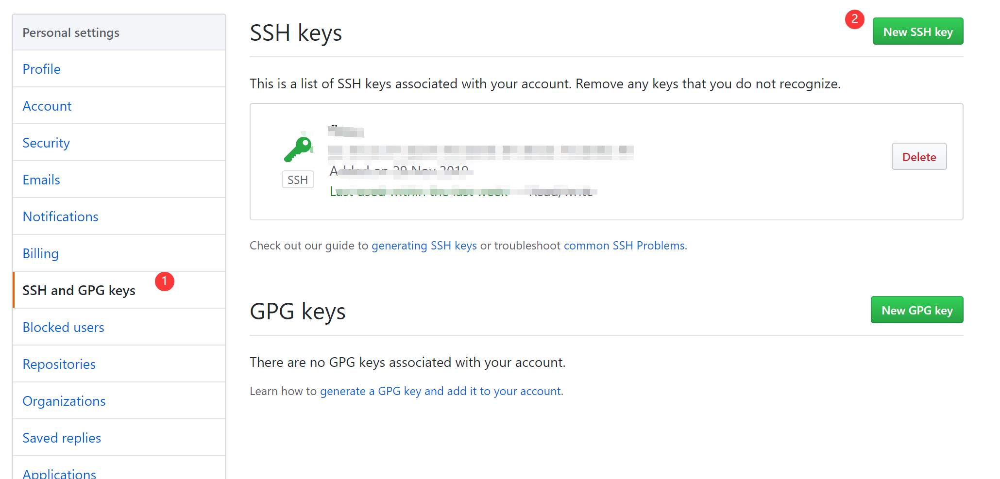 Personal settings
Profile
Account
Security
Emails
Notifications
Billing
SSH and GPG keys
1
Blocked users
Repositories
Organizations
Saved replies
Applications
SSH keys
2
New SSH key
This is a list of SSH keys associated with your account. Remove any keys that you do not recognize.
SSH
Added on 29 Nov 2019
Last used within the last week Read/write
Delete
Check out our guide to generating SSH keys or troubleshoot common SSH Problems.
GPG keys
New GPG key
There are no GPG keys associated with your account.
Learn how to generate a GPG key and add it to your account.